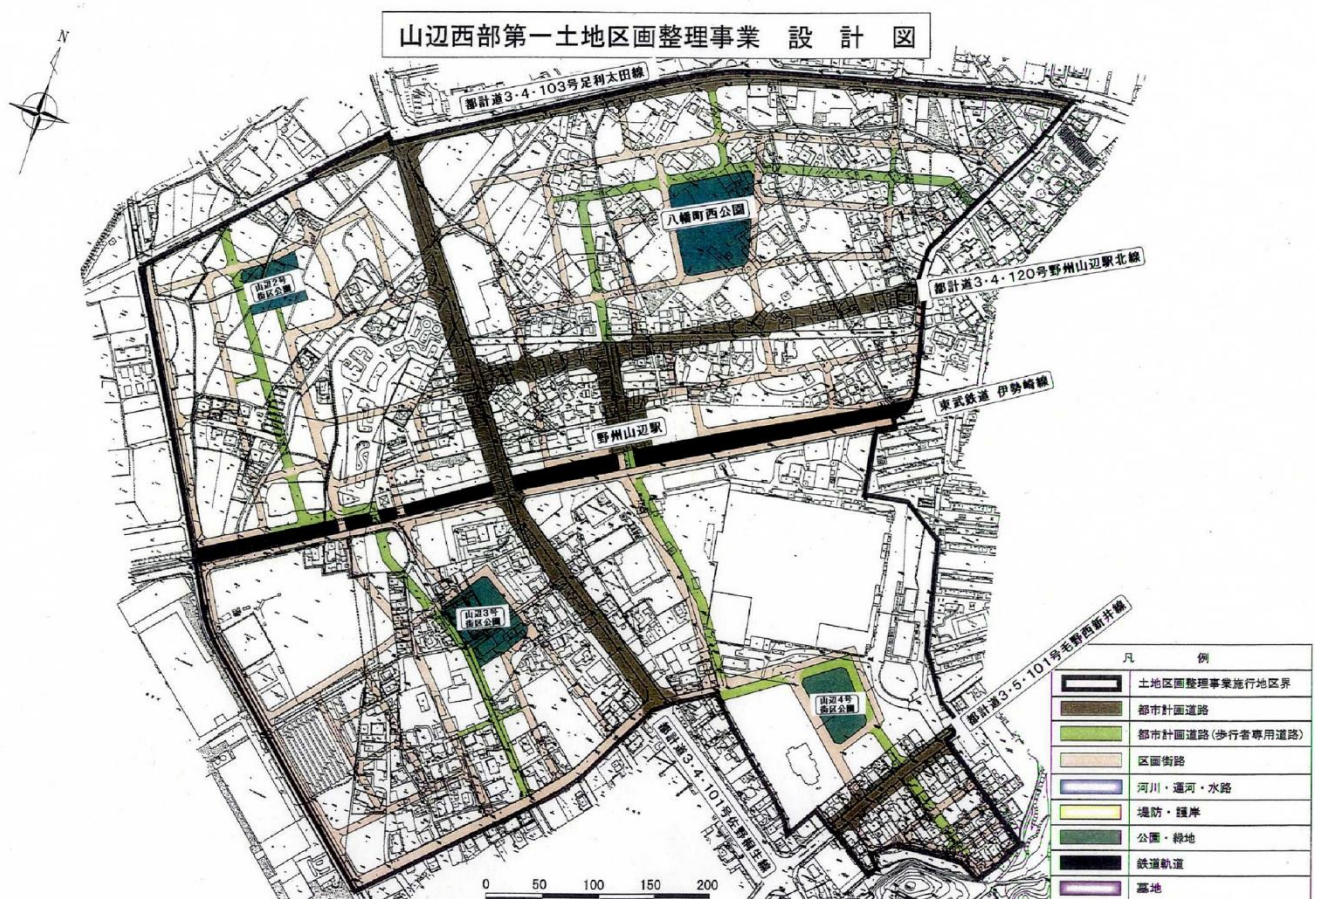 山辺西部第一土地区画整理事業 設 計 図
N
都計道3・4・103号足利太田線
八幡町西公園
山辺2号
街区公園
都計道3・4・120号野州山辺駅北線
東武鉄道 伊勢崎線
野州山辺駅
山辺3号
街区公園
山辺4号
街区公園
都計道3・5・101号毛野西新井線
都計道3・4・101号佐野桐生線
凡 例
土地区画整理事業施行地区界
都市計画道路
都市計画道路(歩行者専用道路)
区画街路
河川・運河・水路
堤防・護岸
公園・緑地
鉄道軌道
墓地
0 50 100 150 200